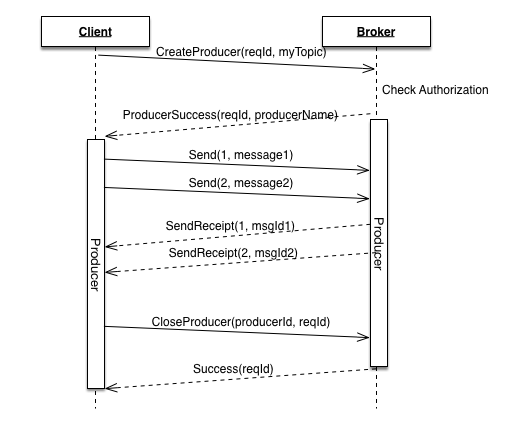 Client
Broker
CreateProducer(reqId, myTopic)
Check Authorization
ProducerSuccess(reqId, producerName)
Send(1, message1)
Send(2, message2)
SendReceipt(1, msgId1)
SendReceipt(2, msgId2)
Producer
Producer
CloseProducer(producerId, reqId)
Success(reqId)